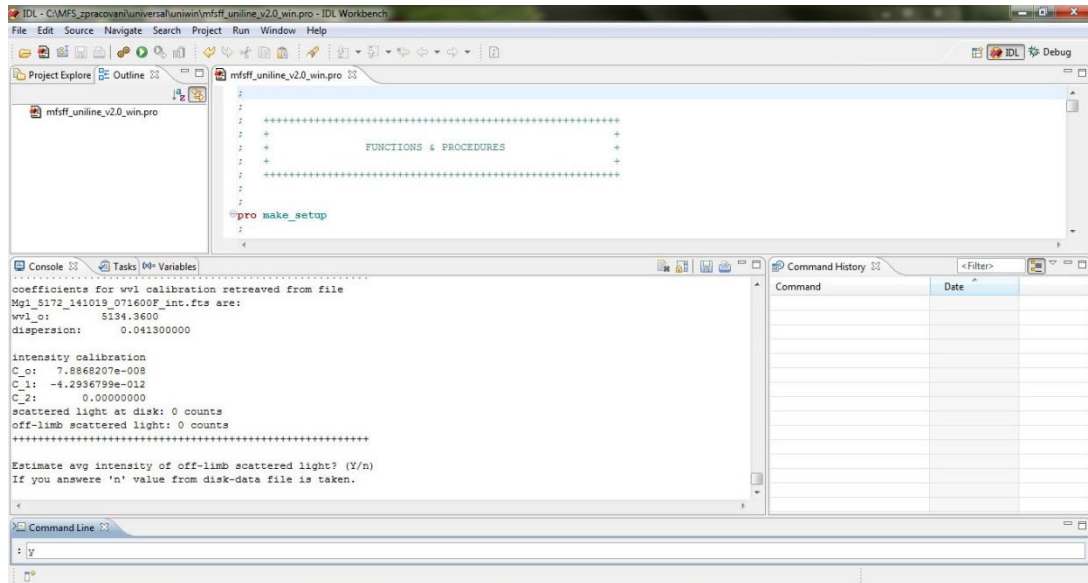 IDL - C:\MFS_zpracovani\universal\uniwin\mfsff_uniline_v2.0_win.pro - IDL Workbench
File Edit Source Navigate Search Project Run Window Help
IDL Debug
Project Explore Outline
mfsff_uniline_v2.0_win.pro
mfsff_uniline_v2.0_win.pro
;
;
; ++++++++++++++++++++++++++++++++++++++++++++++++++++++++
; + +
; + FUNCTIONS & PROCEDURES +
; + +
; ++++++++++++++++++++++++++++++++++++++++++++++++++++++++
;
;
pro make_setup
;
Console Tasks Variables
coefficients for wvl calibration retreaved from file
Mg1_5172_141019_071600F_int.fts are:
wvl_o: 5134.3600
dispersion: 0.041300000
intensity calibration
C_o: 7.8868207e-008
C_1: -4.2936799e-012
C_2: 0.00000000
scattered light at disk: 0 counts
off-limb scattered light: 0 counts
++++++++++++++++++++++++++++++++++++++++++++++++++++++++
Estimate avg intensity of off-limb scattered light? (Y/n)
If you answere 'n' value from disk-data file is taken.
Command History
<Filter>
Command Date
Command Line
: y